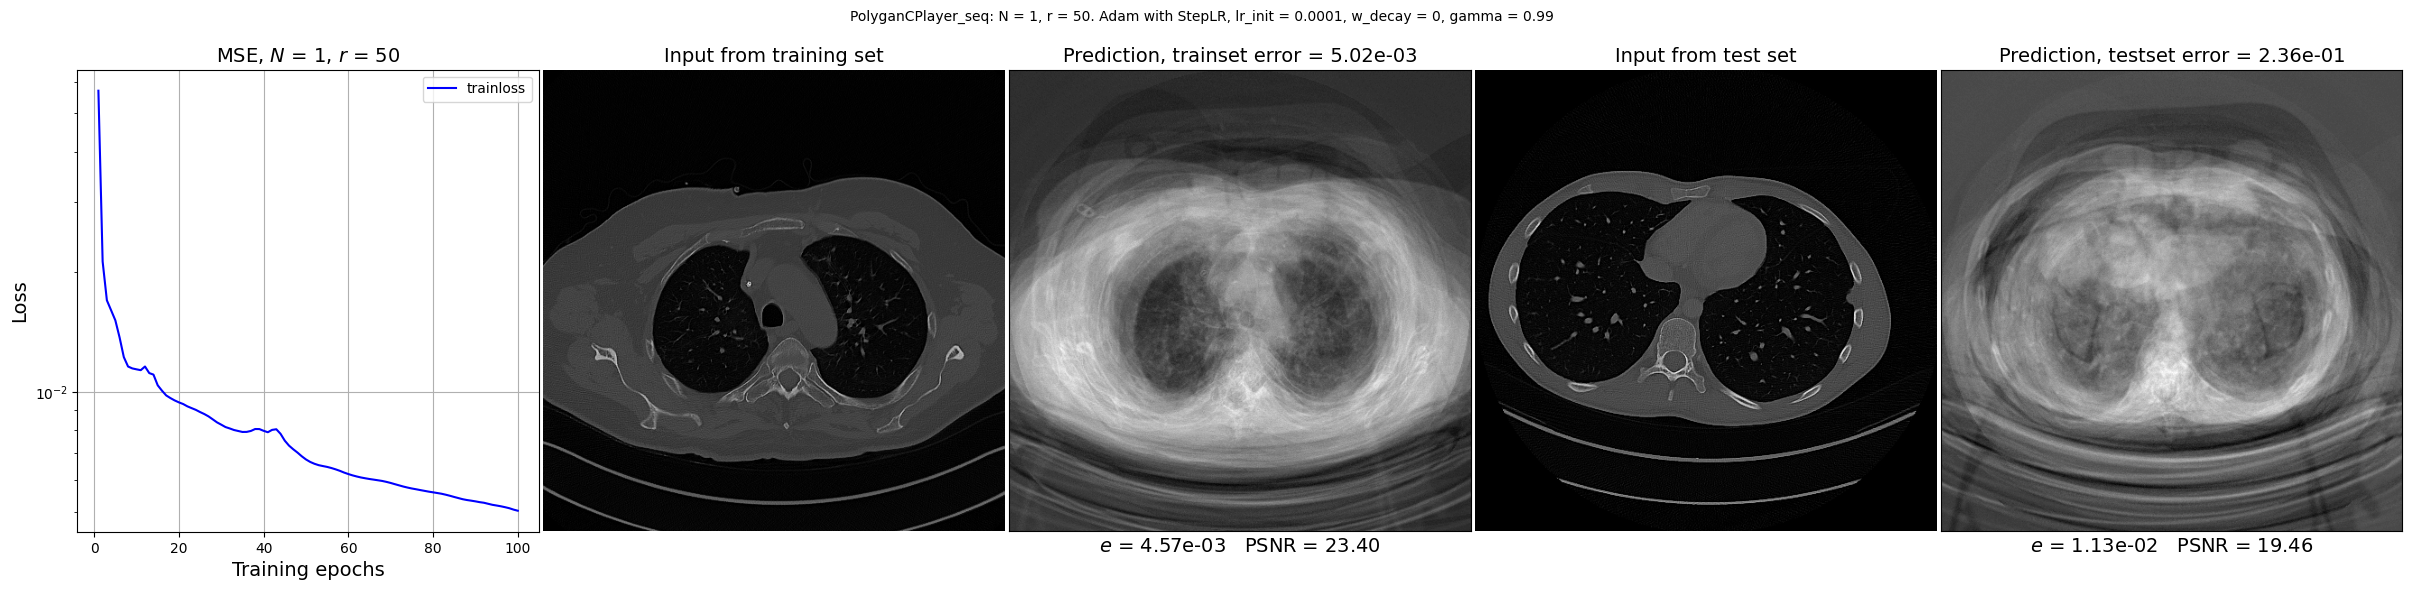 PolyganCPlayer_seq: N = 1, r = 50. Adam with StepLR, lr_init = 0.0001, w_decay = 0, gamma = 0.99
MSE, N = 1, r = 50
trainloss
Loss
10⁻²
0 20 40 60 80 100
Training epochs
Input from training set
Prediction, trainset error = 5.02e-03
e = 4.57e-03 PSNR = 23.40
Input from test set
Prediction, testset error = 2.36e-01
e = 1.13e-02 PSNR = 19.46